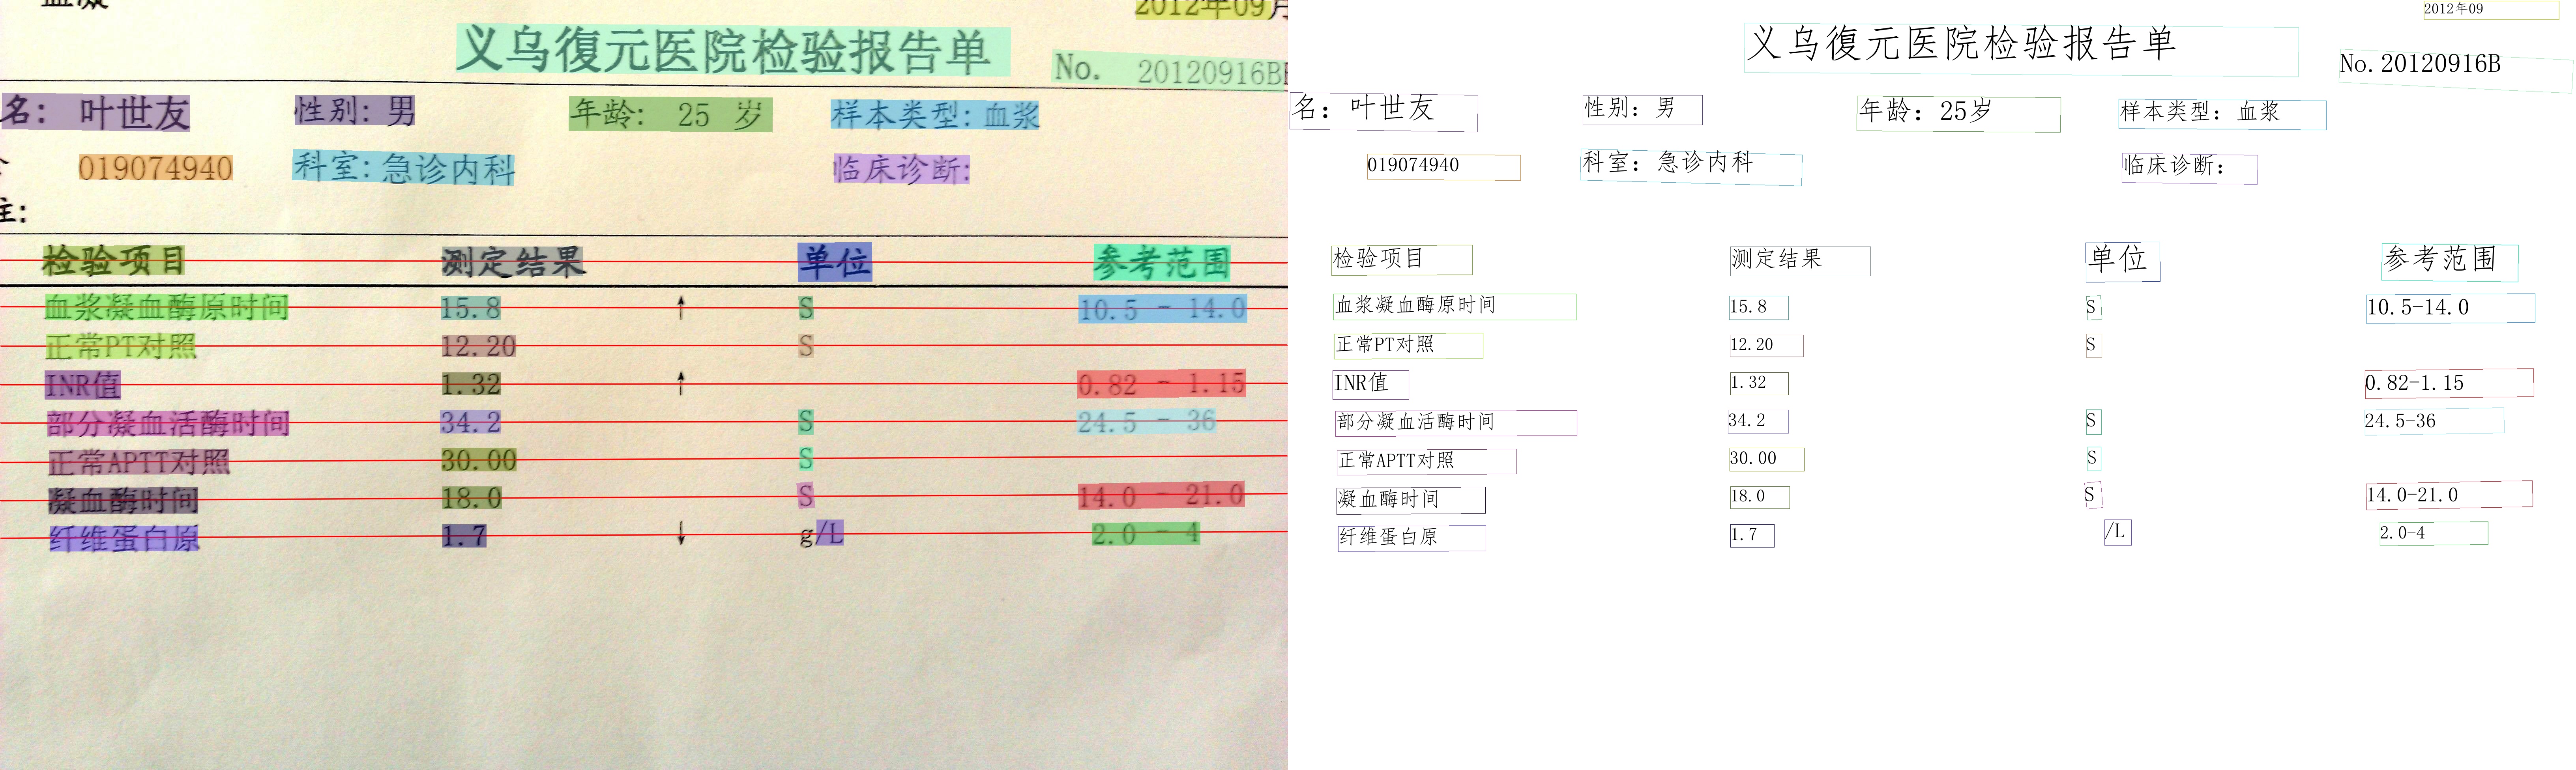 2012年09月
义乌復元医院检验报告单
No. 20120916B
名: 叶世友 性别: 男 年龄: 25 岁 样本类型: 血浆
019074940 科室: 急诊内科 临床诊断:
注:
检验项目 测定结果 单位 参考范围
血浆凝血酶原时间 15.8 ↑ S 10.5 - 14.0
正常PT对照 12.20 S
INR值 1.32 ↑ 0.82 - 1.15
部分凝血活酶时间 34.2 S 24.5 - 36
正常APTT对照 30.00 S
凝血酶时间 18.0 S 14.0 - 21.0
纤维蛋白原 1.7 ↓ g/L 2.0 - 4
2012年09
义乌復元医院检验报告单
No.20120916B
名: 叶世友 性别: 男 年龄: 25岁 样本类型: 血浆
019074940 科室: 急诊内科 临床诊断:
检验项目 测定结果 单位 参考范围
血浆凝血酶原时间 15.8 S 10.5-14.0
正常PT对照 12.20 S
INR值 1.32 0.82-1.15
部分凝血活酶时间 34.2 S 24.5-36
正常APTT对照 30.00 S
凝血酶时间 18.0 S 14.0-21.0
纤维蛋白原 1.7 /L 2.0-4